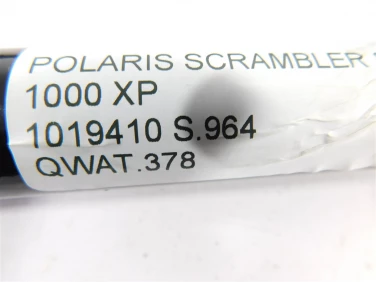 POLARIS SCRAMBLER
1000 XP
1019410 S.964
QWAT.378